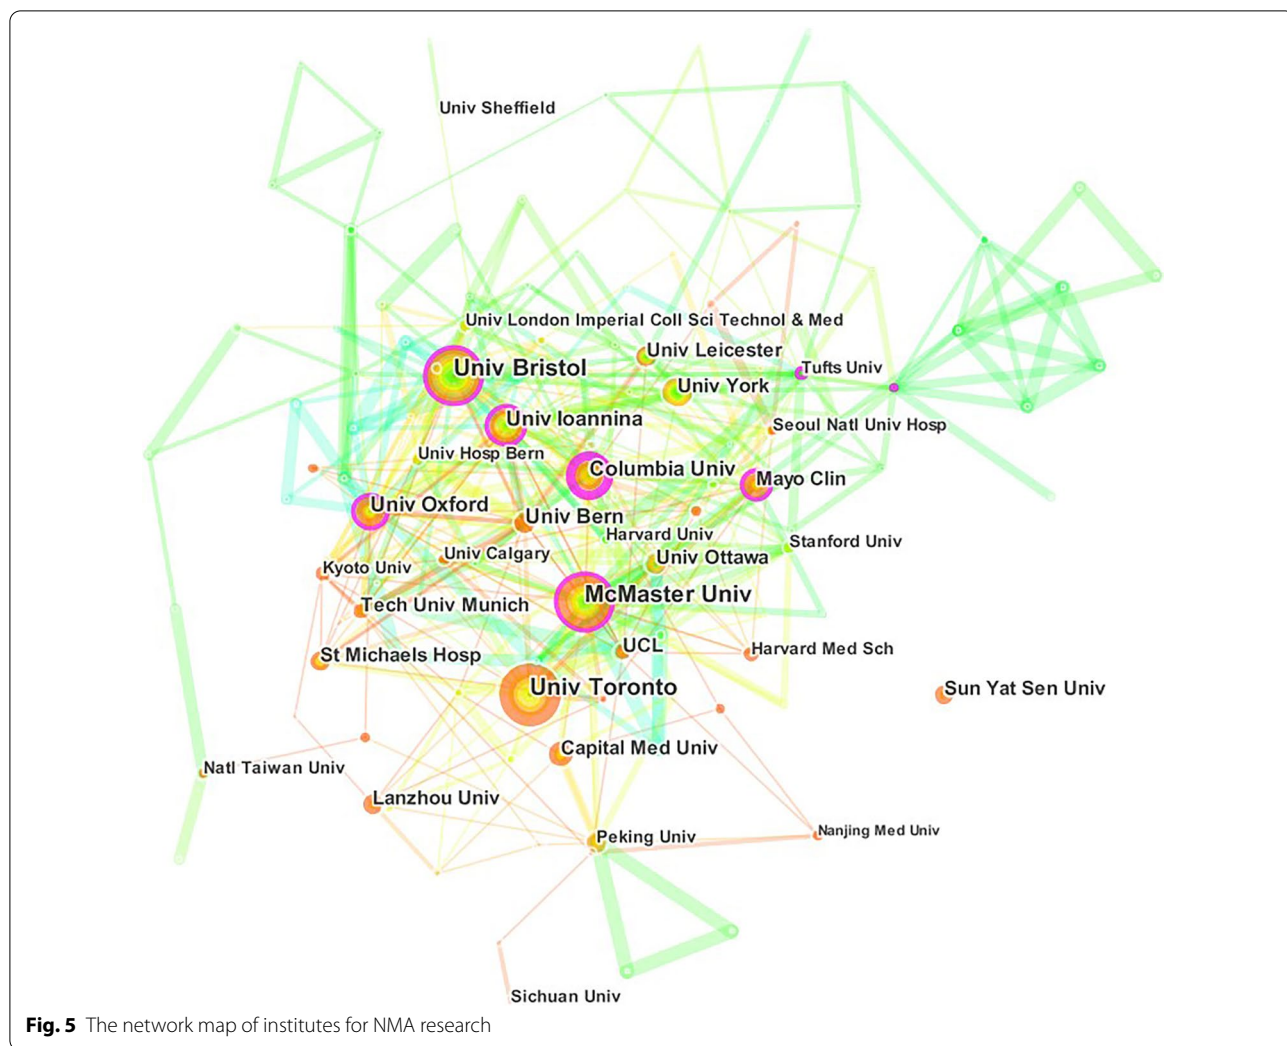 Univ Sheffield
Univ London Imperial Coll Sci Technol & Med
Univ Leicester
Univ Bristol
Tufts Univ
Univ York
Univ Ioannina
Seoul Natl Univ Hosp
Univ Hosp Bern
Columbia Univ
Mayo Clin
Univ Oxford
Univ Bern
Harvard Univ
Stanford Univ
Univ Calgary
Univ Ottawa
Kyoto Univ
McMaster Univ
Tech Univ Munich
UCL
Harvard Med Sch
St Michaels Hosp
Univ Toronto
Sun Yat Sen Univ
Capital Med Univ
Natl Taiwan Univ
Lanzhou Univ
Nanjing Med Univ
Peking Univ
Sichuan Univ
Fig. 5 The network map of institutes for NMA research